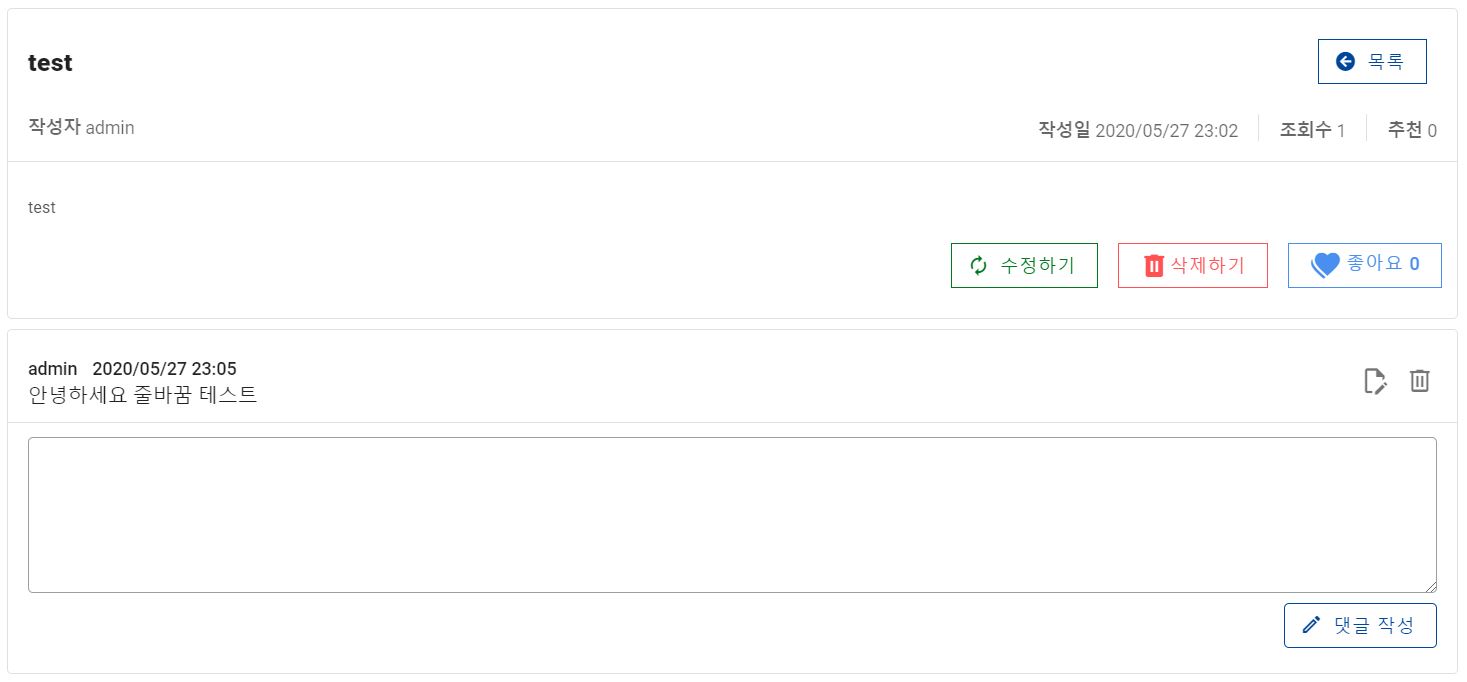 test
목록
작성자 admin
작성일 2020/05/27 23:02 조회수 1 추천 0
test
수정하기 삭제하기 좋아요 0
admin 2020/05/27 23:05
안녕하세요 줄바꿈 테스트
댓글 작성